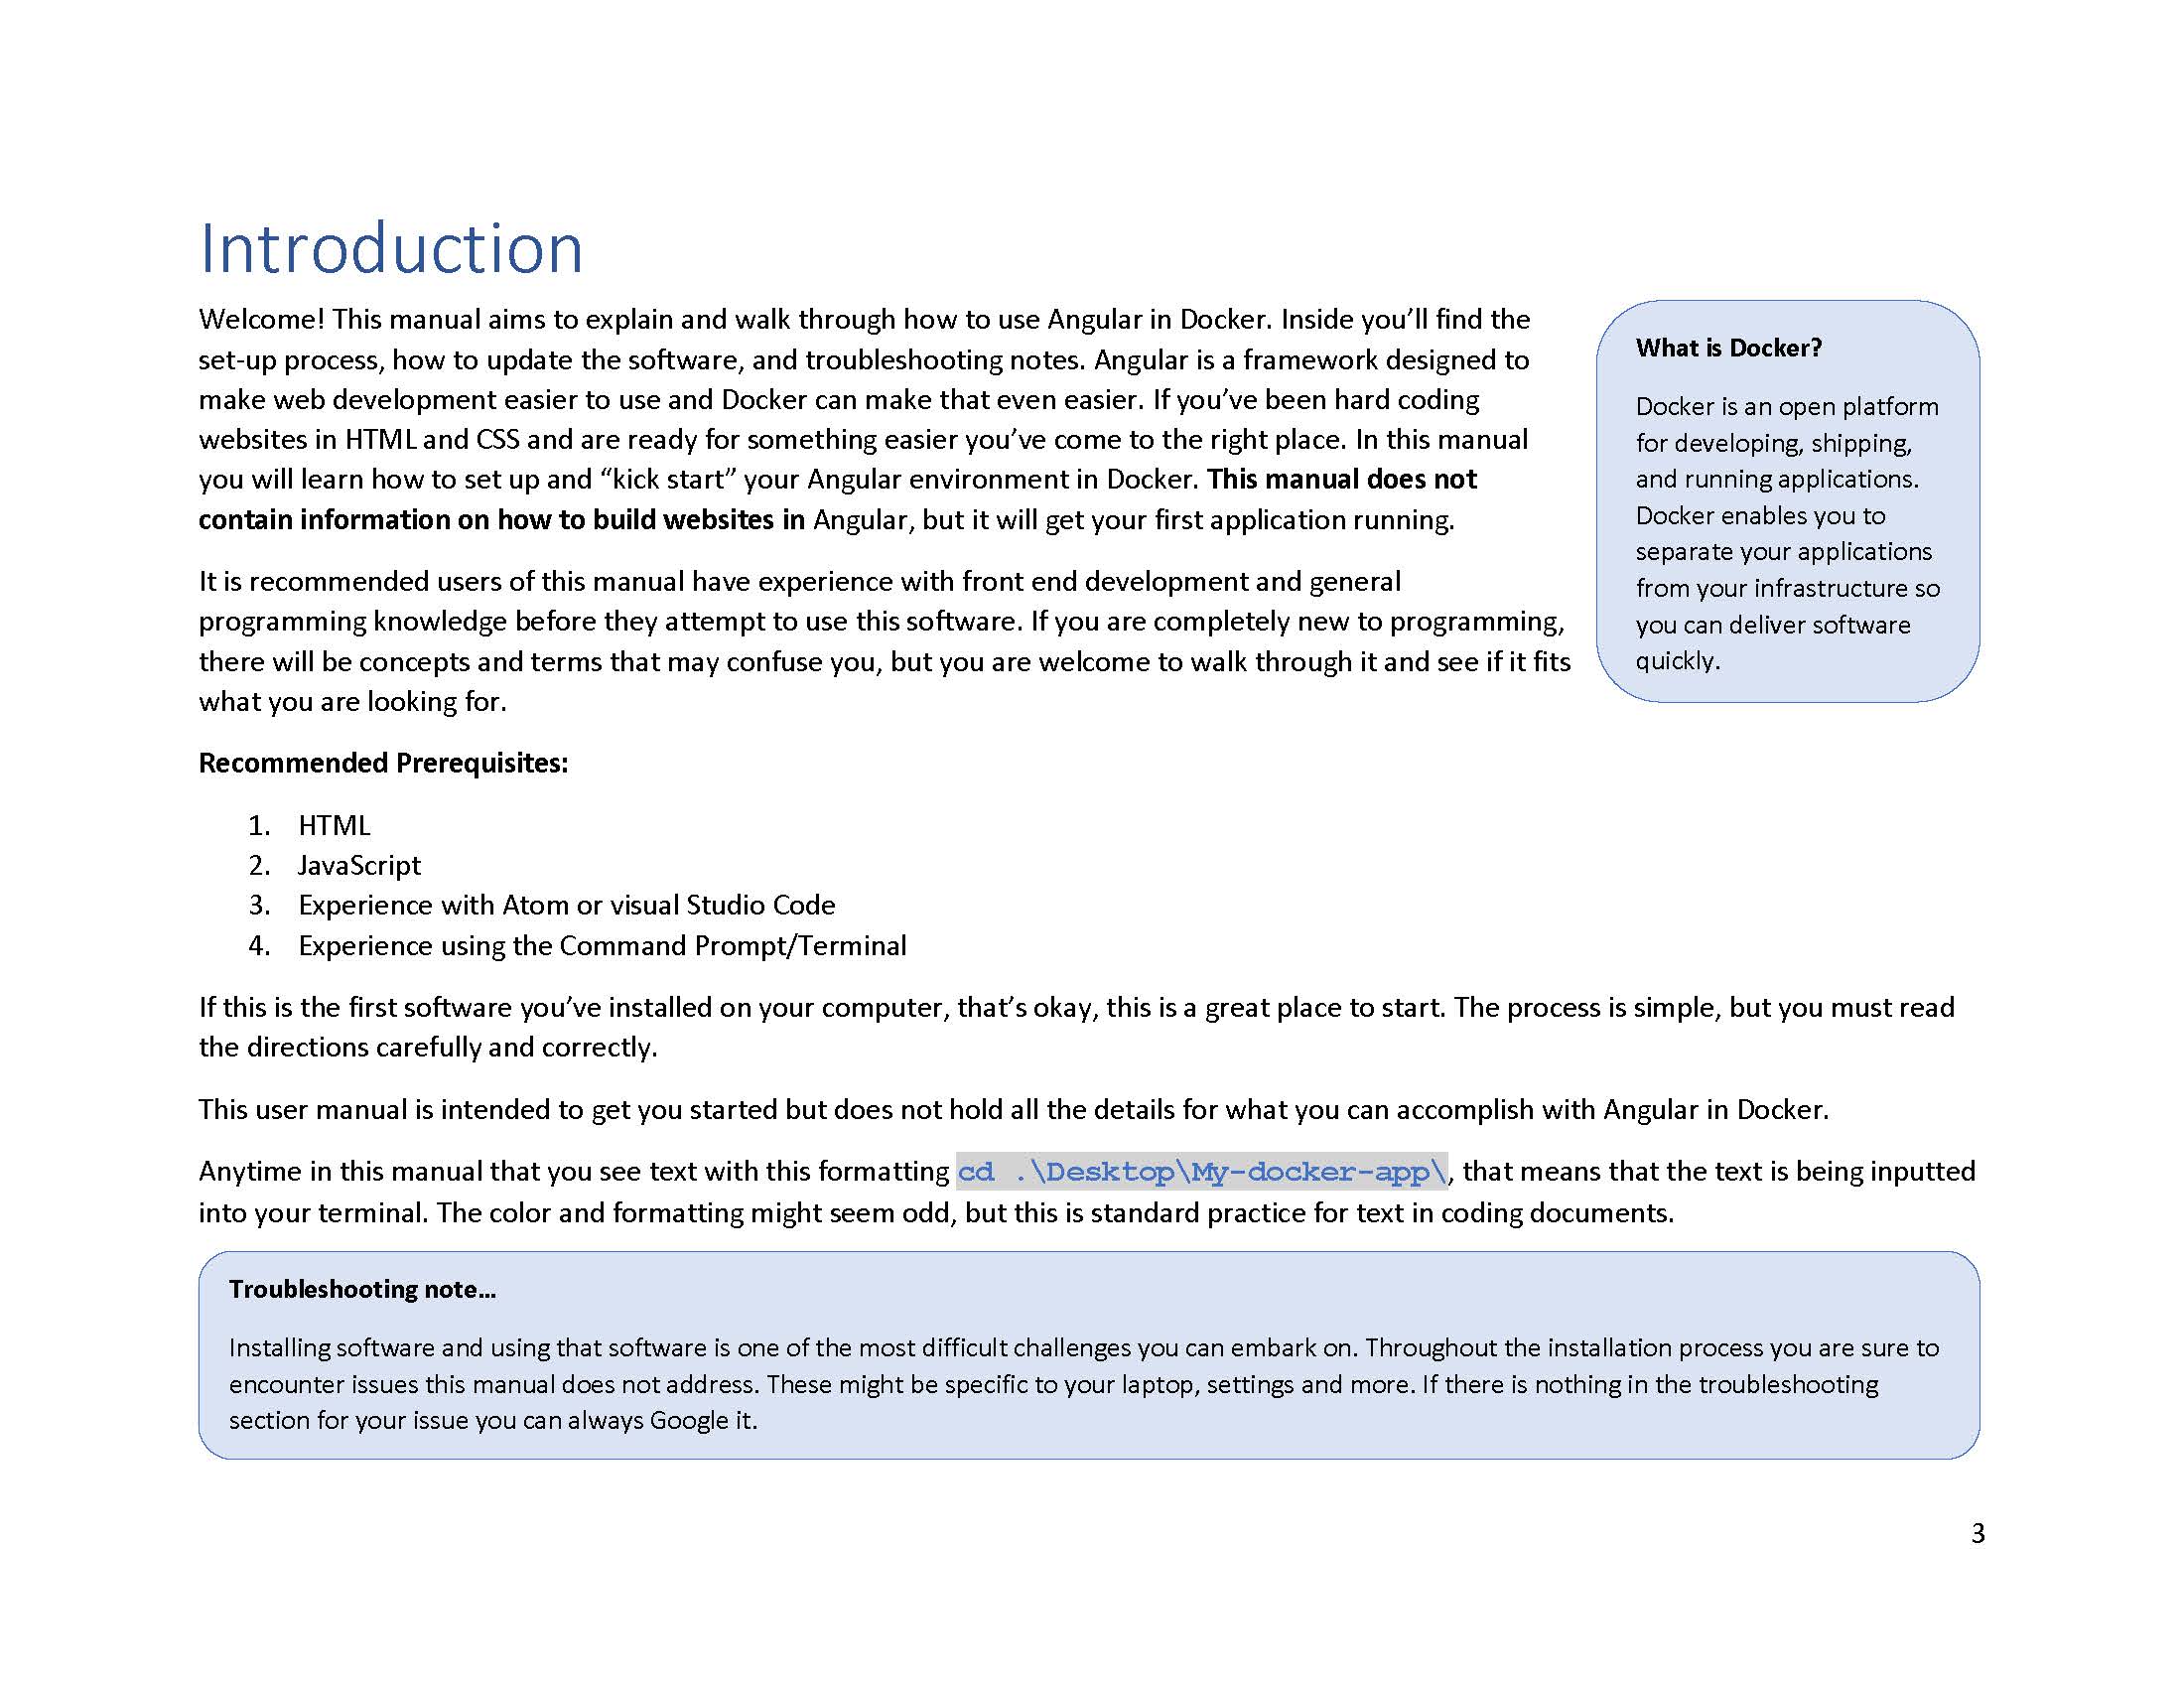 Introduction
Welcome! This manual aims to explain and walk through how to use Angular in Docker. Inside you’ll find the
set-up process, how to update the software, and troubleshooting notes. Angular is a framework designed to
make web development easier to use and Docker can make that even easier. If you’ve been hard coding
websites in HTML and CSS and are ready for something easier you’ve come to the right place. In this manual
you will learn how to set up and “kick start” your Angular environment in Docker. This manual does not
contain information on how to build websites in Angular, but it will get your first application running.
It is recommended users of this manual have experience with front end development and general
programming knowledge before they attempt to use this software. If you are completely new to programming,
there will be concepts and terms that may confuse you, but you are welcome to walk through it and see if it fits
what you are looking for.
What is Docker?
Docker is an open platform
for developing, shipping,
and running applications.
Docker enables you to
separate your applications
from your infrastructure so
you can deliver software
quickly.
Recommended Prerequisites:
1. HTML
2. JavaScript
3. Experience with Atom or visual Studio Code
4. Experience using the Command Prompt/Terminal
If this is the first software you’ve installed on your computer, that’s okay, this is a great place to start. The process is simple, but you must read
the directions carefully and correctly.
This user manual is intended to get you started but does not hold all the details for what you can accomplish with Angular in Docker.
Anytime in this manual that you see text with this formatting cd .\Desktop\My-docker-app\, that means that the text is being inputted
into your terminal. The color and formatting might seem odd, but this is standard practice for text in coding documents.
Troubleshooting note…
Installing software and using that software is one of the most difficult challenges you can embark on. Throughout the installation process you are sure to
encounter issues this manual does not address. These might be specific to your laptop, settings and more. If there is nothing in the troubleshooting
section for your issue you can always Google it.
3